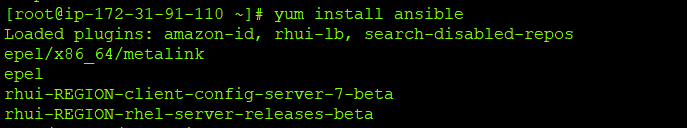 [root@ip-172-31-91-110 ~]# yum install ansible
Loaded plugins: amazon-id, rhui-lb, search-disabled-repos
epel/x86_64/metalink
epel
rhui-REGION-client-config-server-7-beta
rhui-REGION-rhel-server-releases-beta